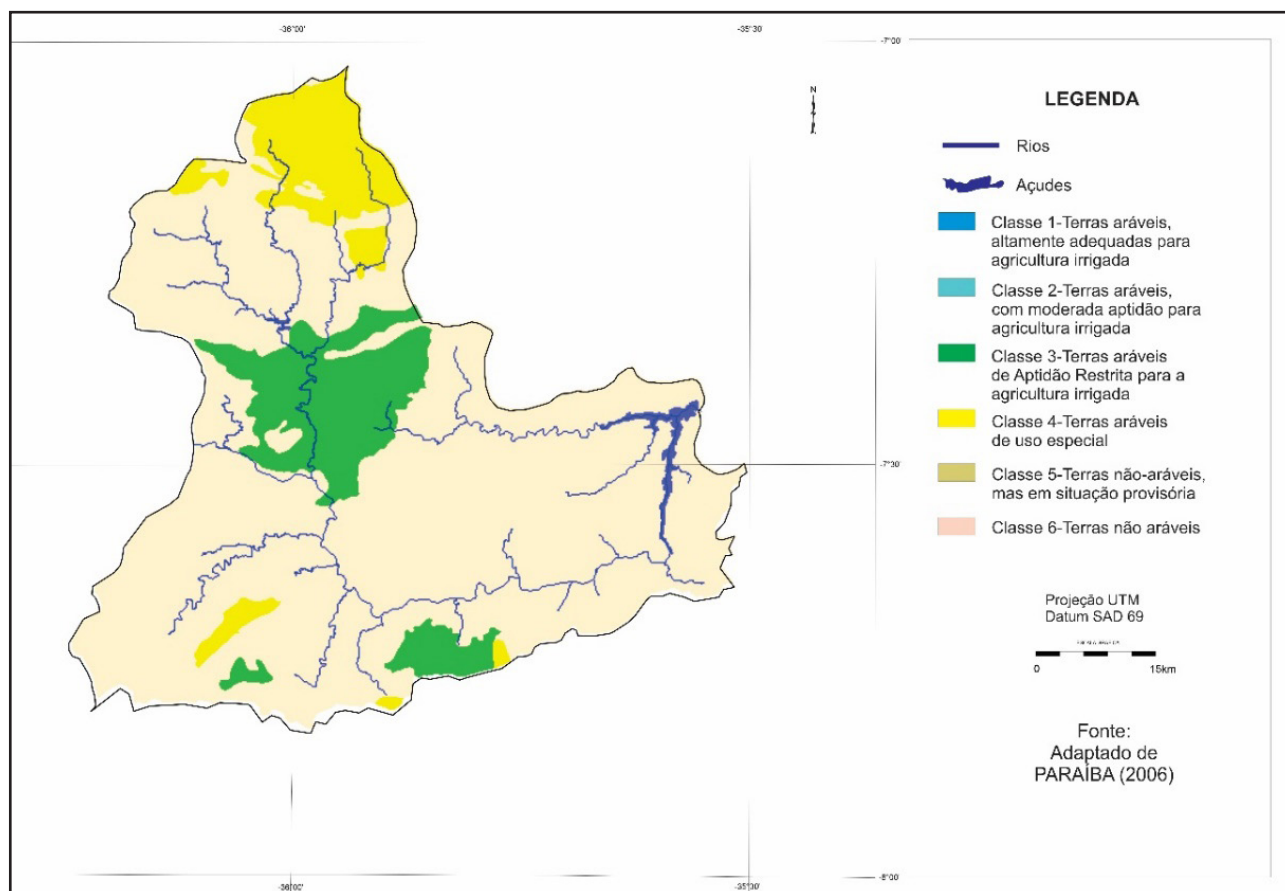 -36°00'
-35°30'
-7°00'
N
LEGENDA
Rios
Açudes
Classe 1-Terras aráveis,
altamente adequadas para
agricultura irrigada
Classe 2-Terras aráveis,
com moderada aptidão para
agricultura irrigada
Classe 3-Terras aráveis
de Aptidão Restrita para a
agricultura irrigada
Classe 4-Terras aráveis
de uso especial
-7°30'
Classe 5-Terras não-aráveis,
mas em situação provisória
Classe 6-Terras não aráveis
Projeção UTM
Datum SAD 69
0 15km
Fonte:
Adaptado de
PARAÍBA (2006)
-36°00'
-35°30'
-8°00'